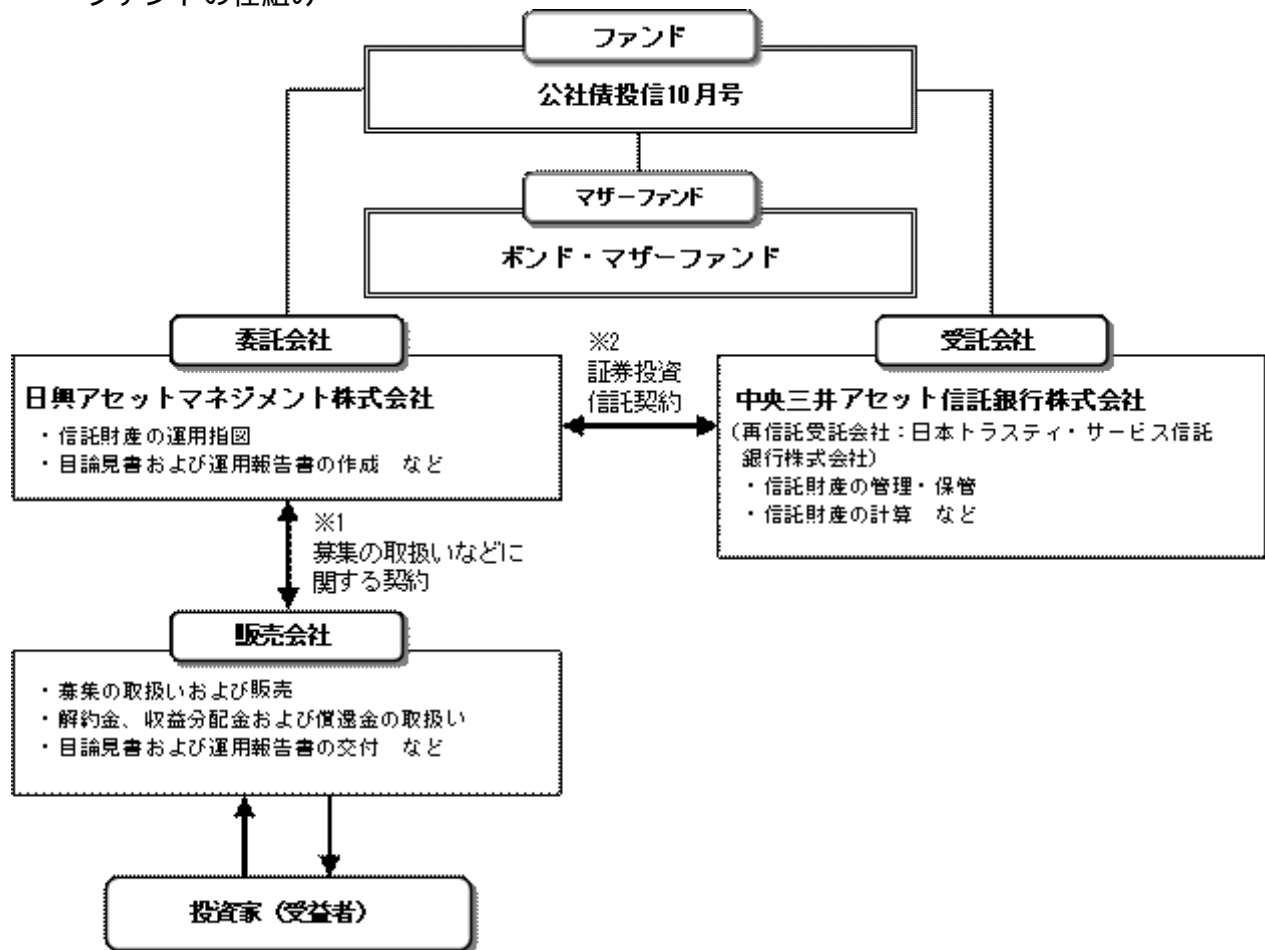 ファンドの仕組み
ファンド
公社債投信10月号
マザーファンド
ボンド・マザーファンド
委託会社
日興アセットマネジメント株式会社
・信託財産の運用指図
・目論見書および運用報告書の作成 など
※2
証券投資
信託契約
受託会社
中央三井アセット信託銀行株式会社
(再信託受託会社:日本トラスティ・サービス信託
銀行株式会社)
・信託財産の管理・保管
・信託財産の計算 など
※1
募集の取扱いなどに
関する契約
販売会社
・募集の取扱いおよび販売
・解約金、収益分配金および償還金の取扱い
・目論見書および運用報告書の交付 など
投資家(受益者)